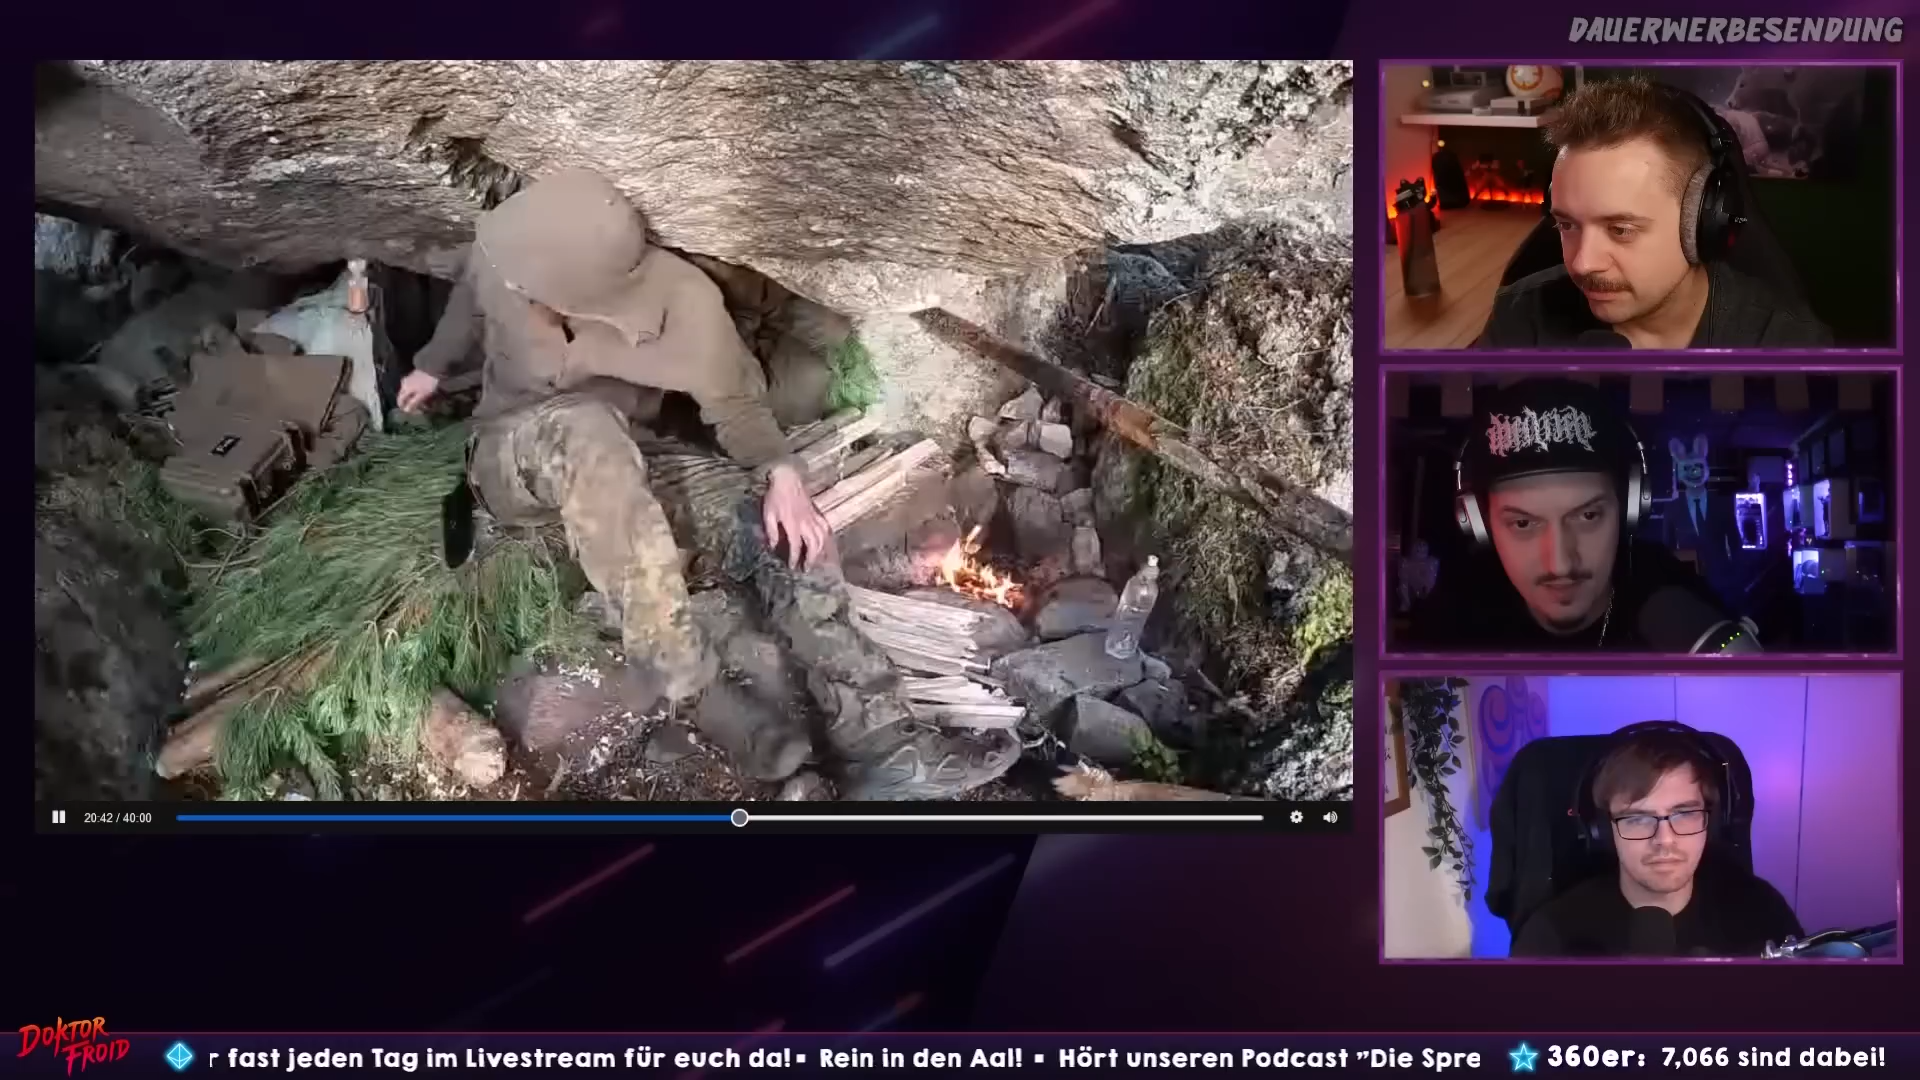 DAUERWERBESENDUNG
20:42 / 40:00
DOKTOR
FROID
r fast jeden Tag im Livestream für euch da! ▪ Rein in den Aal! ▪ Hört unseren Podcast "Die Spre
360er: 7,066 sind dabei!